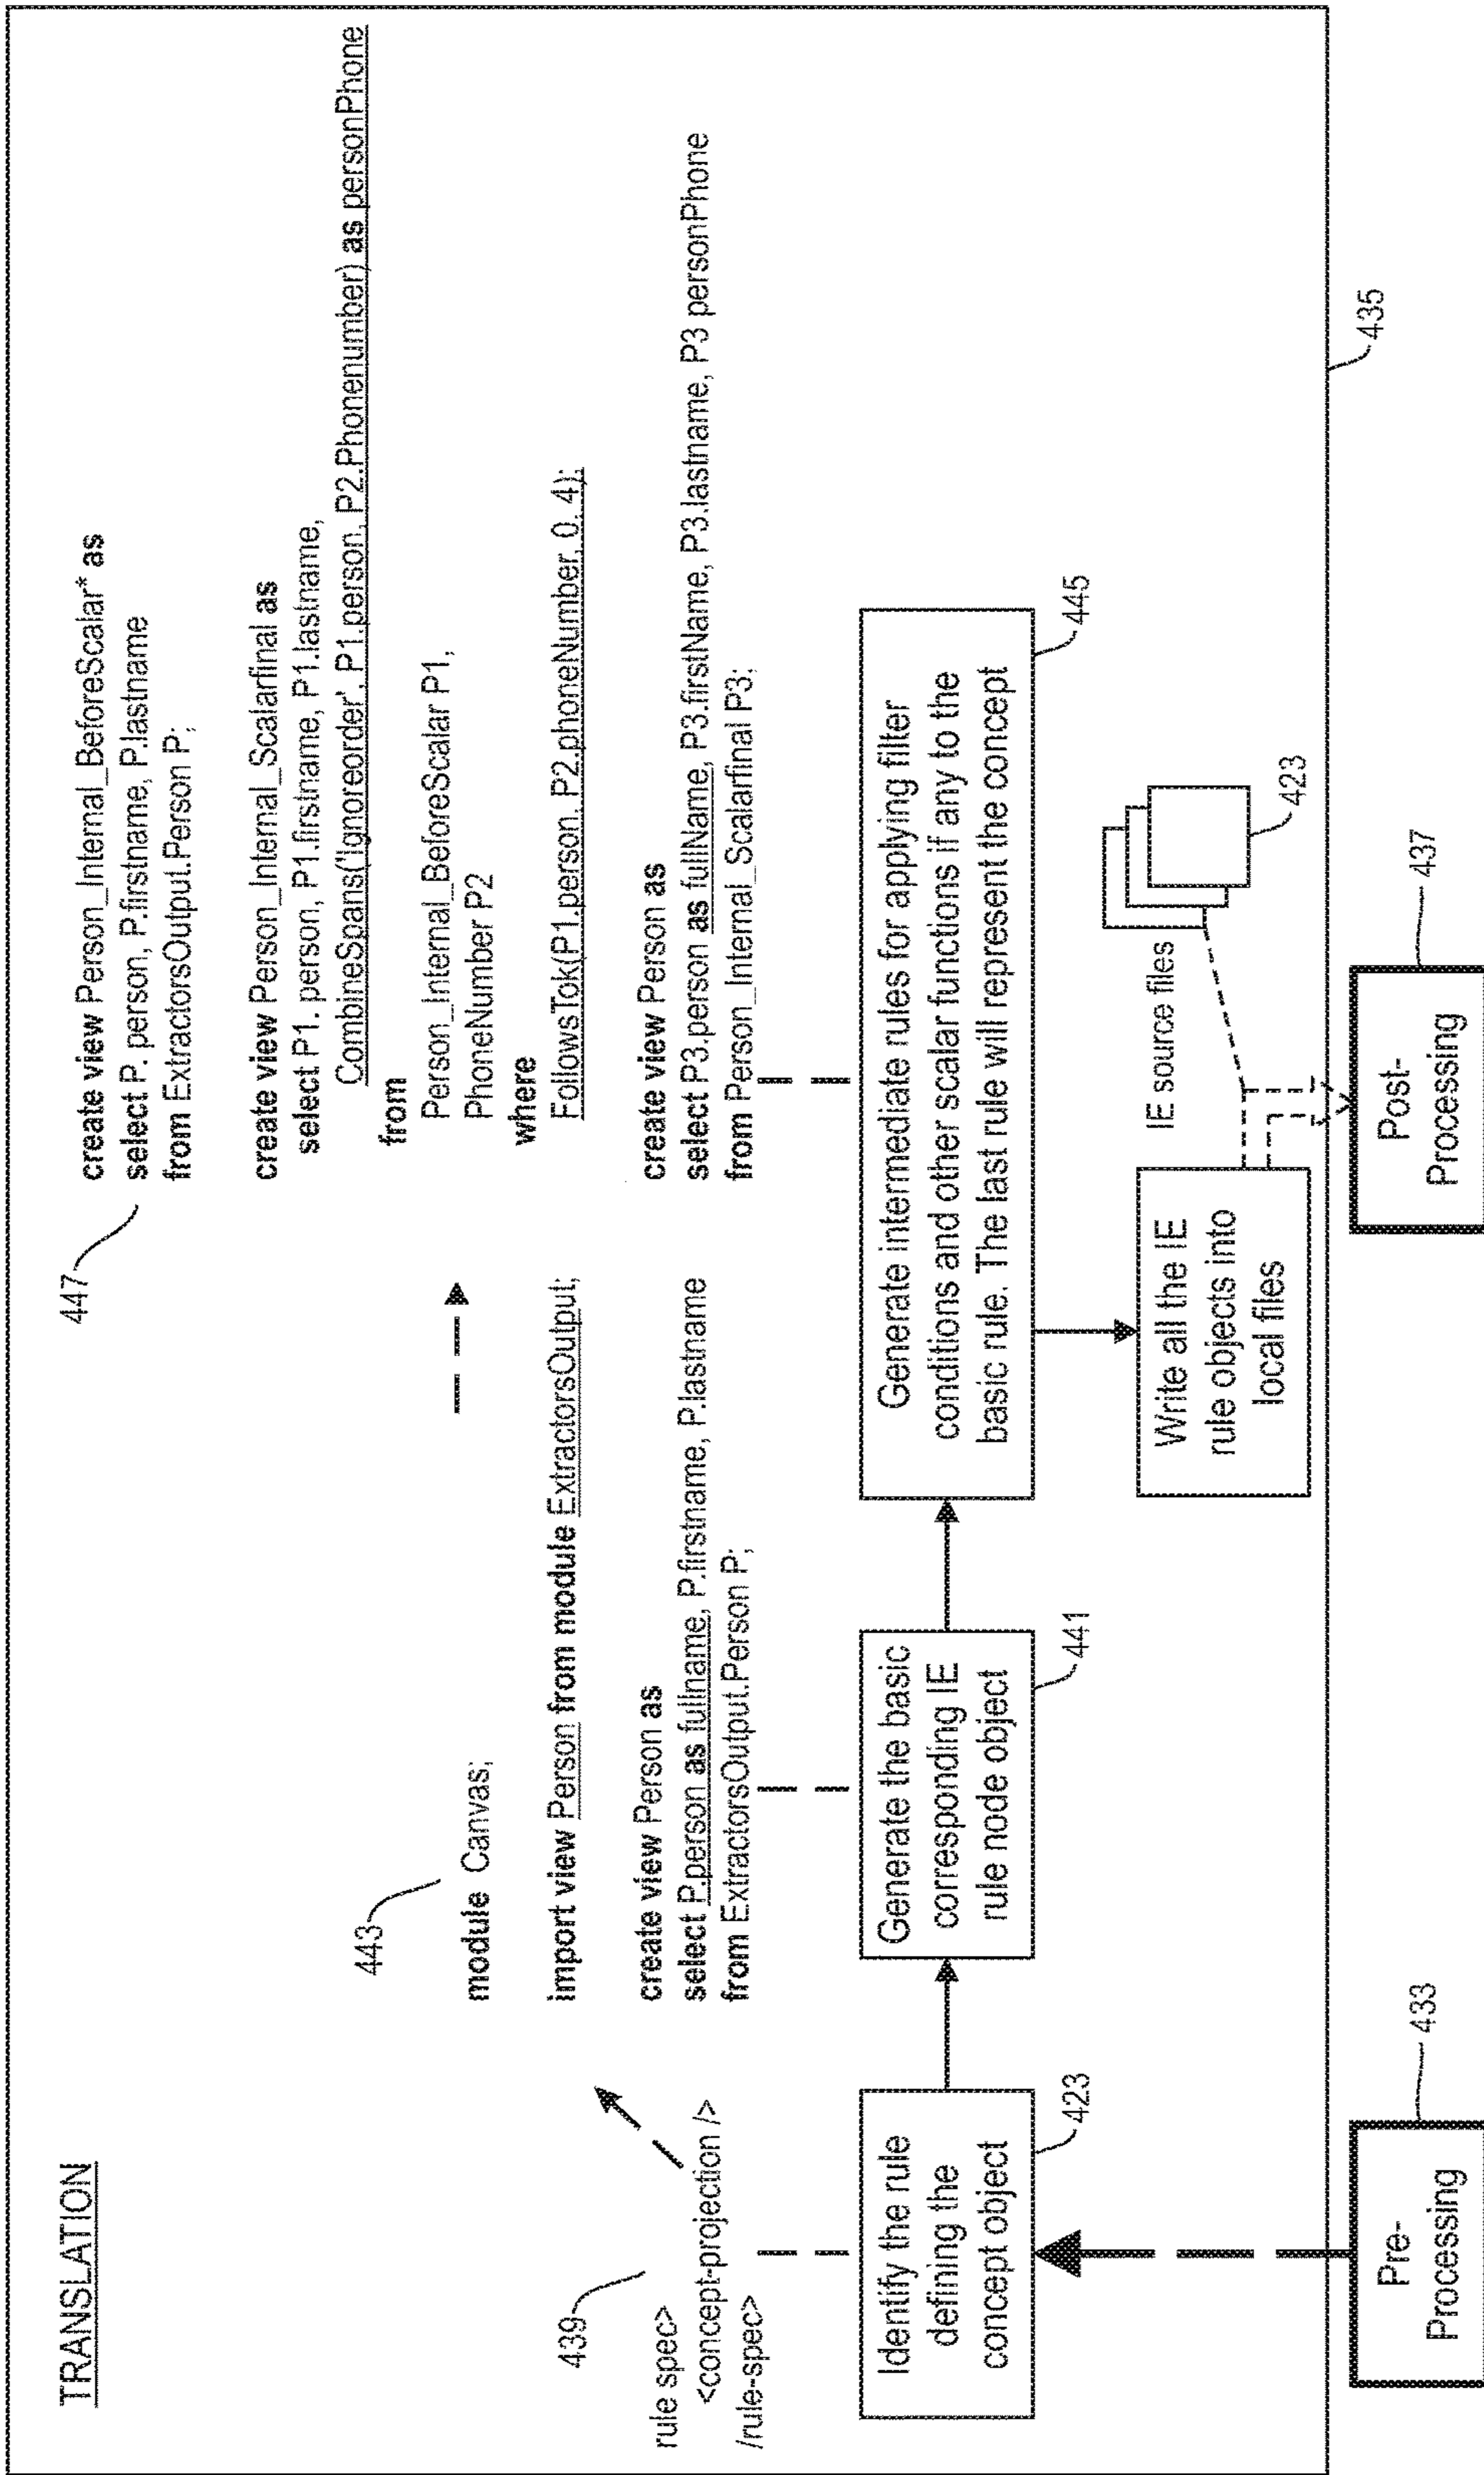 TRANSLATION
439
rule spec>
<concept-projection />
/rule-spec>
443
module Canvas;
import view Person from module ExtractorsOutput;
create view Person as
select P.person as fullname, P.firstname, P.lastname
from ExtractorsOutput.Person P;
447
create view Person_Internal_BeforeScalar* as
select P. person, P.firstname, P.lastname
from ExtractorsOutput.Person P;
create view Person_Internal_Scalarfinal as
select P1. person, P1.firstname, P1.lastname,
CombineSpans('Ignoreorder', P1.person, P2.Phonenumber) as personPhone
from
Person_Internal_BeforeScalar P1,
PhoneNumber P2
where
FollowsTok(P1.person, P2.phoneNumber, 0, 4);
create view Person as
select P3.person as fullName, P3.firstName, P3.lastname, P3 personPhone
from Person_Internal_Scalarfinal P3;
Identify the rule
defining the
concept object
423
Generate the basic
corresponding IE
rule node object
441
Generate intermediate rules for applying filter
conditions and other scalar functions if any to the
basic rule. The last rule will represent the concept
445
Write all the IE
rule objects into
local files
IE source files
423
435
Pre-
Processing
433
Post-
Processing
437